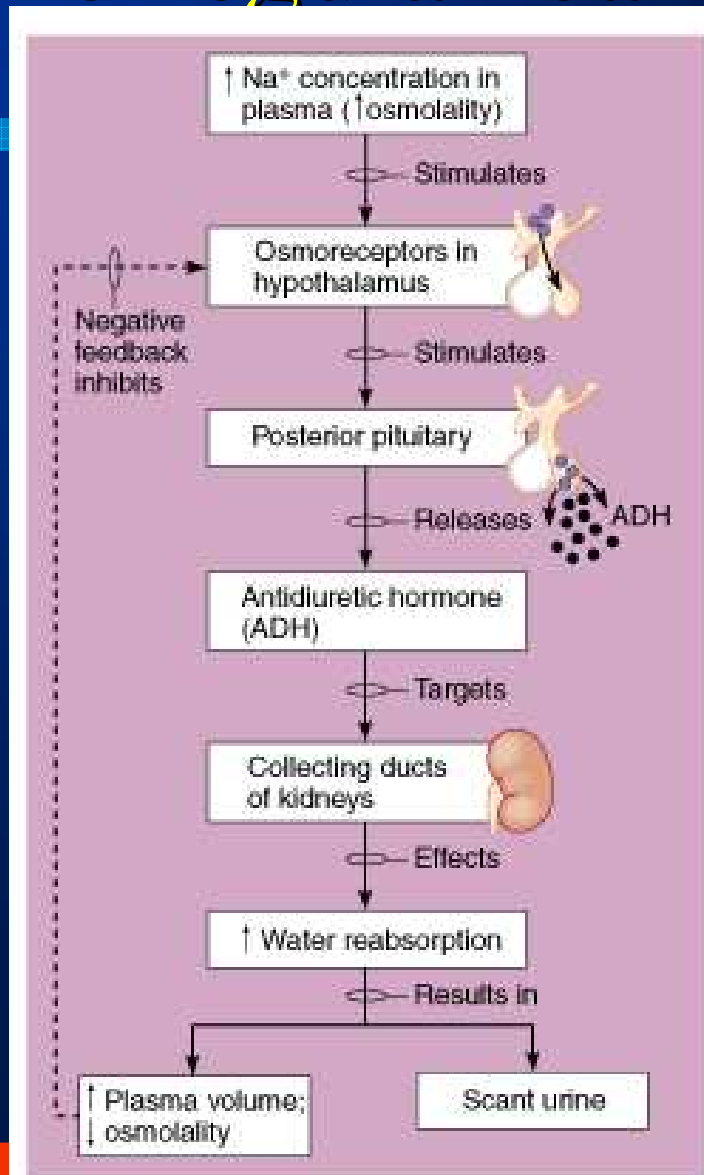 ↑ Na⁺ concentration in
plasma (↑osmolality)
Stimulates
Osmoreceptors in
hypothalamus
Negative
feedback
inhibits
Stimulates
Posterior pituitary
Releases
ADH
Antidiuretic hormone
(ADH)
Targets
Collecting ducts
of kidneys
Effects
↑ Water reabsorption
Results in
↑ Plasma volume;
↓ osmolality
Scant urine